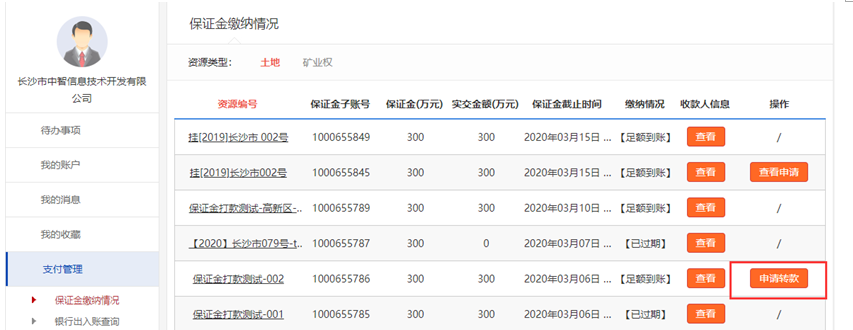 保证金缴纳情况
长沙市中智信息技术开发有限
公司
待办事项
我的账户
我的消息
我的收藏
支付管理
保证金缴纳情况
银行出入账查询
资源类型： 土地 矿业权
资源编号 保证金子账号 保证金(万元) 实交金额(万元) 保证金截止时间 缴纳情况 收款人信息 操作
挂[2019]长沙市 002号 1000655849 300 300 2020年03月15日 ... 【足额到账】 查看 /
挂[2019]长沙市002号 1000655845 300 300 2020年03月15日 ... 【足额到账】 查看 查看申请
保证金打款测试-高新区-.. 1000655789 300 300 2020年03月10日 ... 【足额到账】 查看 /
【2020】长沙市079号-t... 1000655787 300 0 2020年03月07日 ... 【已过期】 查看 /
保证金打款测试-002 1000655786 300 300 2020年03月06日 ... 【足额到账】 查看 申请转款
保证金打款测试-001 1000655785 300 300 2020年03月06日 ... 【已过期】 查看 /